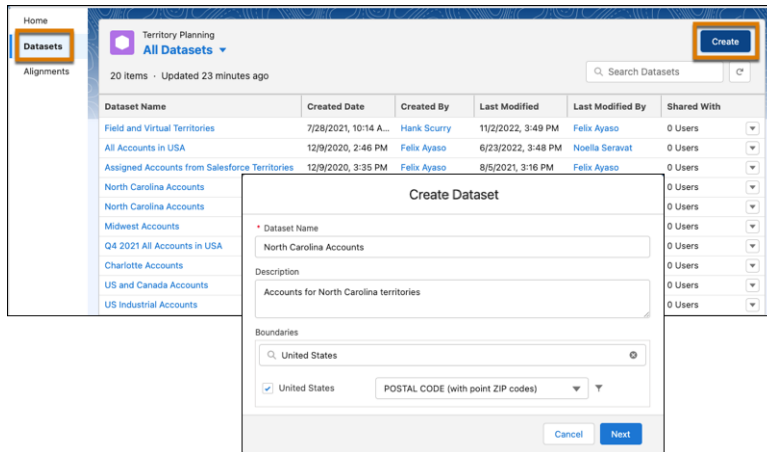 Home
Datasets
Alignments
Territory Planning
All Datasets
Create
20 items · Updated 23 minutes ago
Search Datasets
Dataset Name Created Date Created By Last Modified Last Modified By Shared With
Field and Virtual Territories 7/28/2021, 10:14 A... Hank Scurry 11/2/2022, 3:49 PM Felix Ayaso 0 Users
All Accounts in USA 12/9/2020, 2:46 PM Felix Ayaso 6/23/2022, 3:48 PM Noella Seravat 0 Users
Assigned Accounts from Salesforce Territories 12/9/2020, 3:35 PM Felix Ayaso 8/5/2021, 3:16 PM Felix Ayaso 0 Users
North Carolina Accounts 0 Users
North Carolina Accounts 0 Users
Midwest Accounts 0 Users
Q4 2021 All Accounts in USA 0 Users
Charlotte Accounts 0 Users
US and Canada Accounts 0 Users
US Industrial Accounts 0 Users
Create Dataset
* Dataset Name
North Carolina Accounts
Description
Accounts for North Carolina territories
Boundaries
United States
United States POSTAL CODE (with point ZIP codes)
Cancel Next